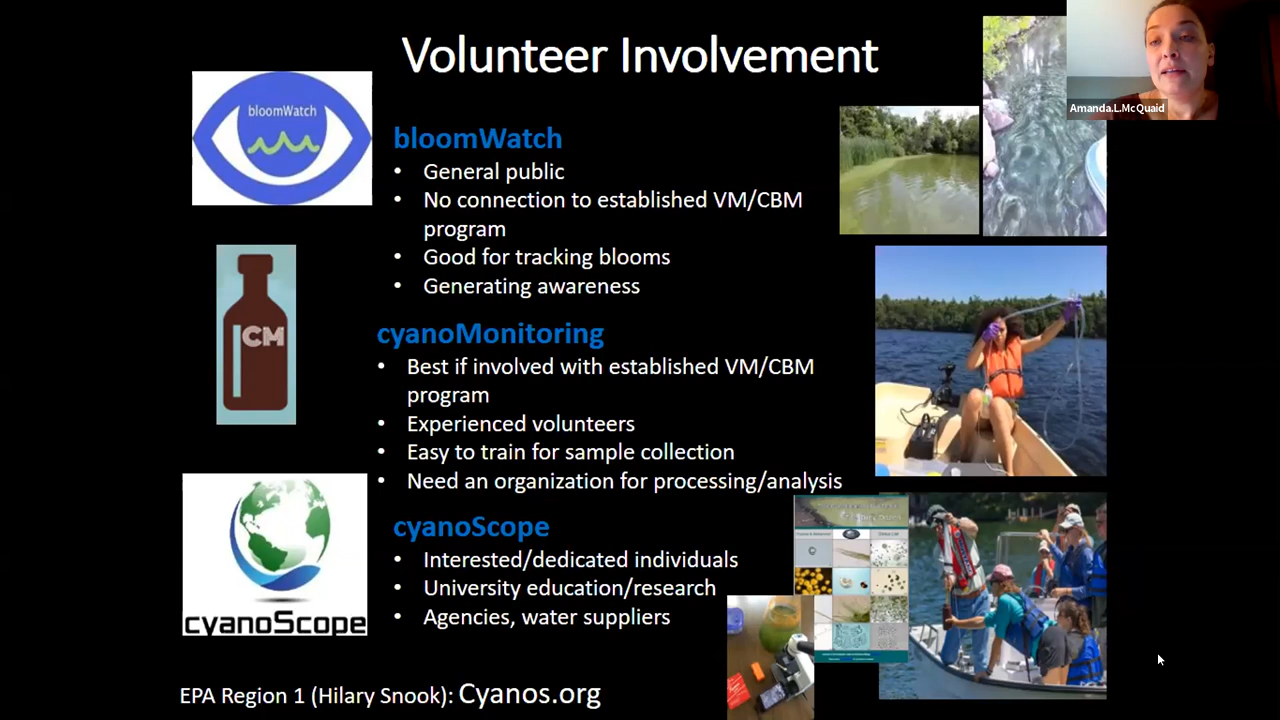 Volunteer Involvement
Amanda.L.McQuaid
bloomWatch
bloomWatch
• General public
• No connection to established VM/CBM
program
• Good for tracking blooms
• Generating awareness
CM
cyanoMonitoring
• Best if involved with established VM/CBM
program
• Experienced volunteers
• Easy to train for sample collection
• Need an organization for processing/analysis
cyanoScope
cyanoScope
• Interested/dedicated individuals
• University education/research
• Agencies, water suppliers
EPA Region 1 (Hilary Snook): Cyanos.org